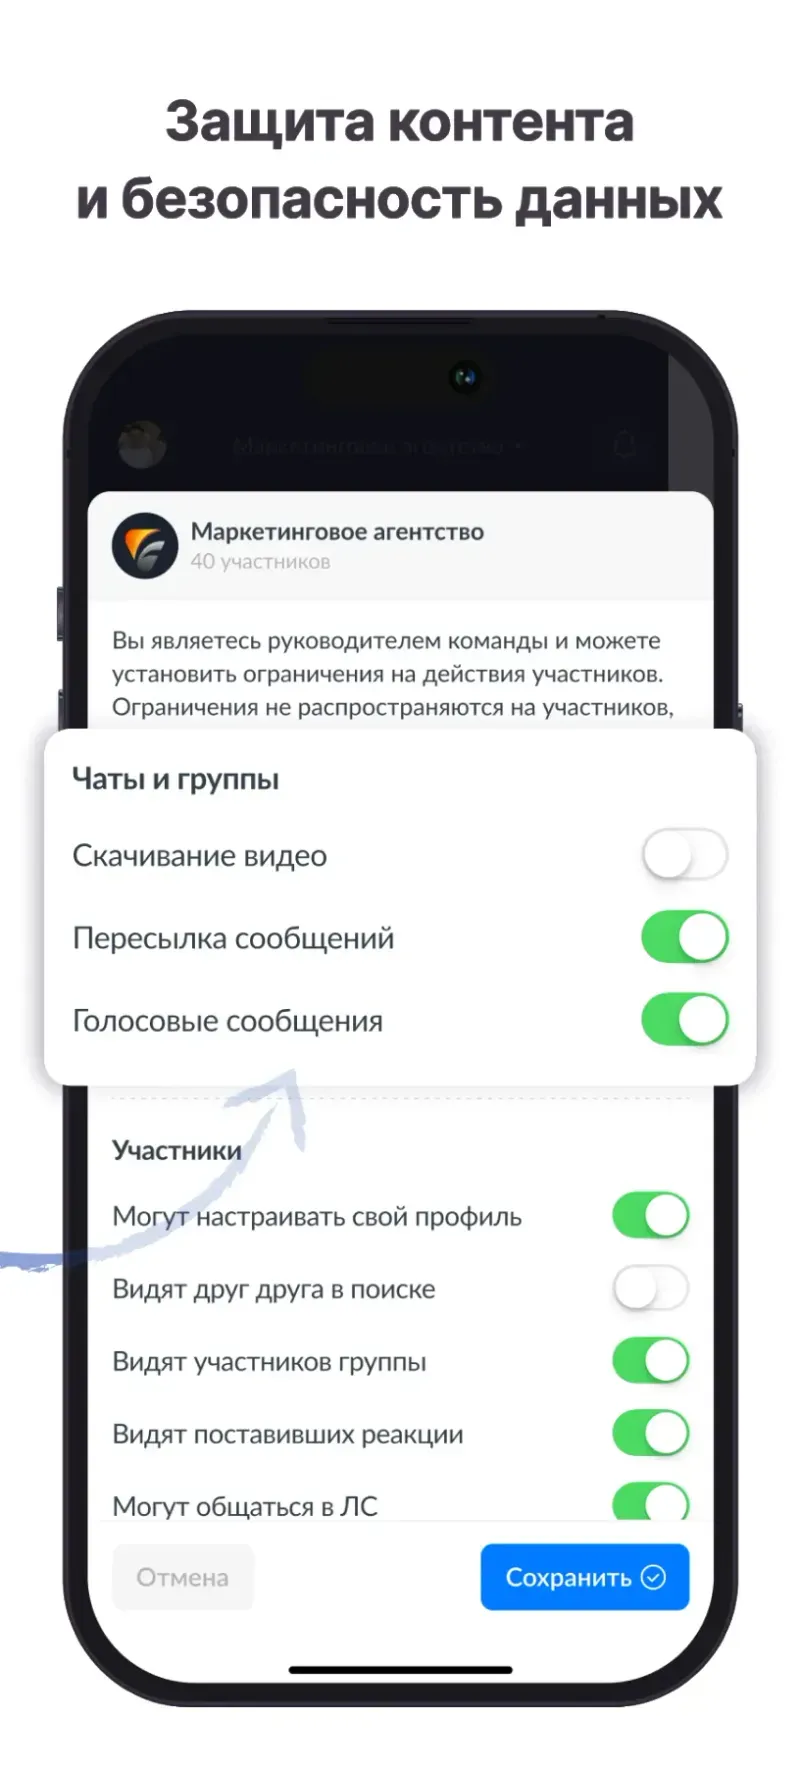 Защита контента
и безопасность данных
Маркетинговое агентство
Маркетинговое агентство
40 участников
Вы являетесь руководителем команды и можете
установить ограничения на действия участников.
Ограничения не распространяются на участников,
Чаты и группы
Скачивание видео
Пересылка сообщений
Голосовые сообщения
Участники
Могут настраивать свой профиль
Видят друг друга в поиске
Видят участников группы
Видят поставивших реакции
Могут общаться в ЛС
Отмена
Сохранить